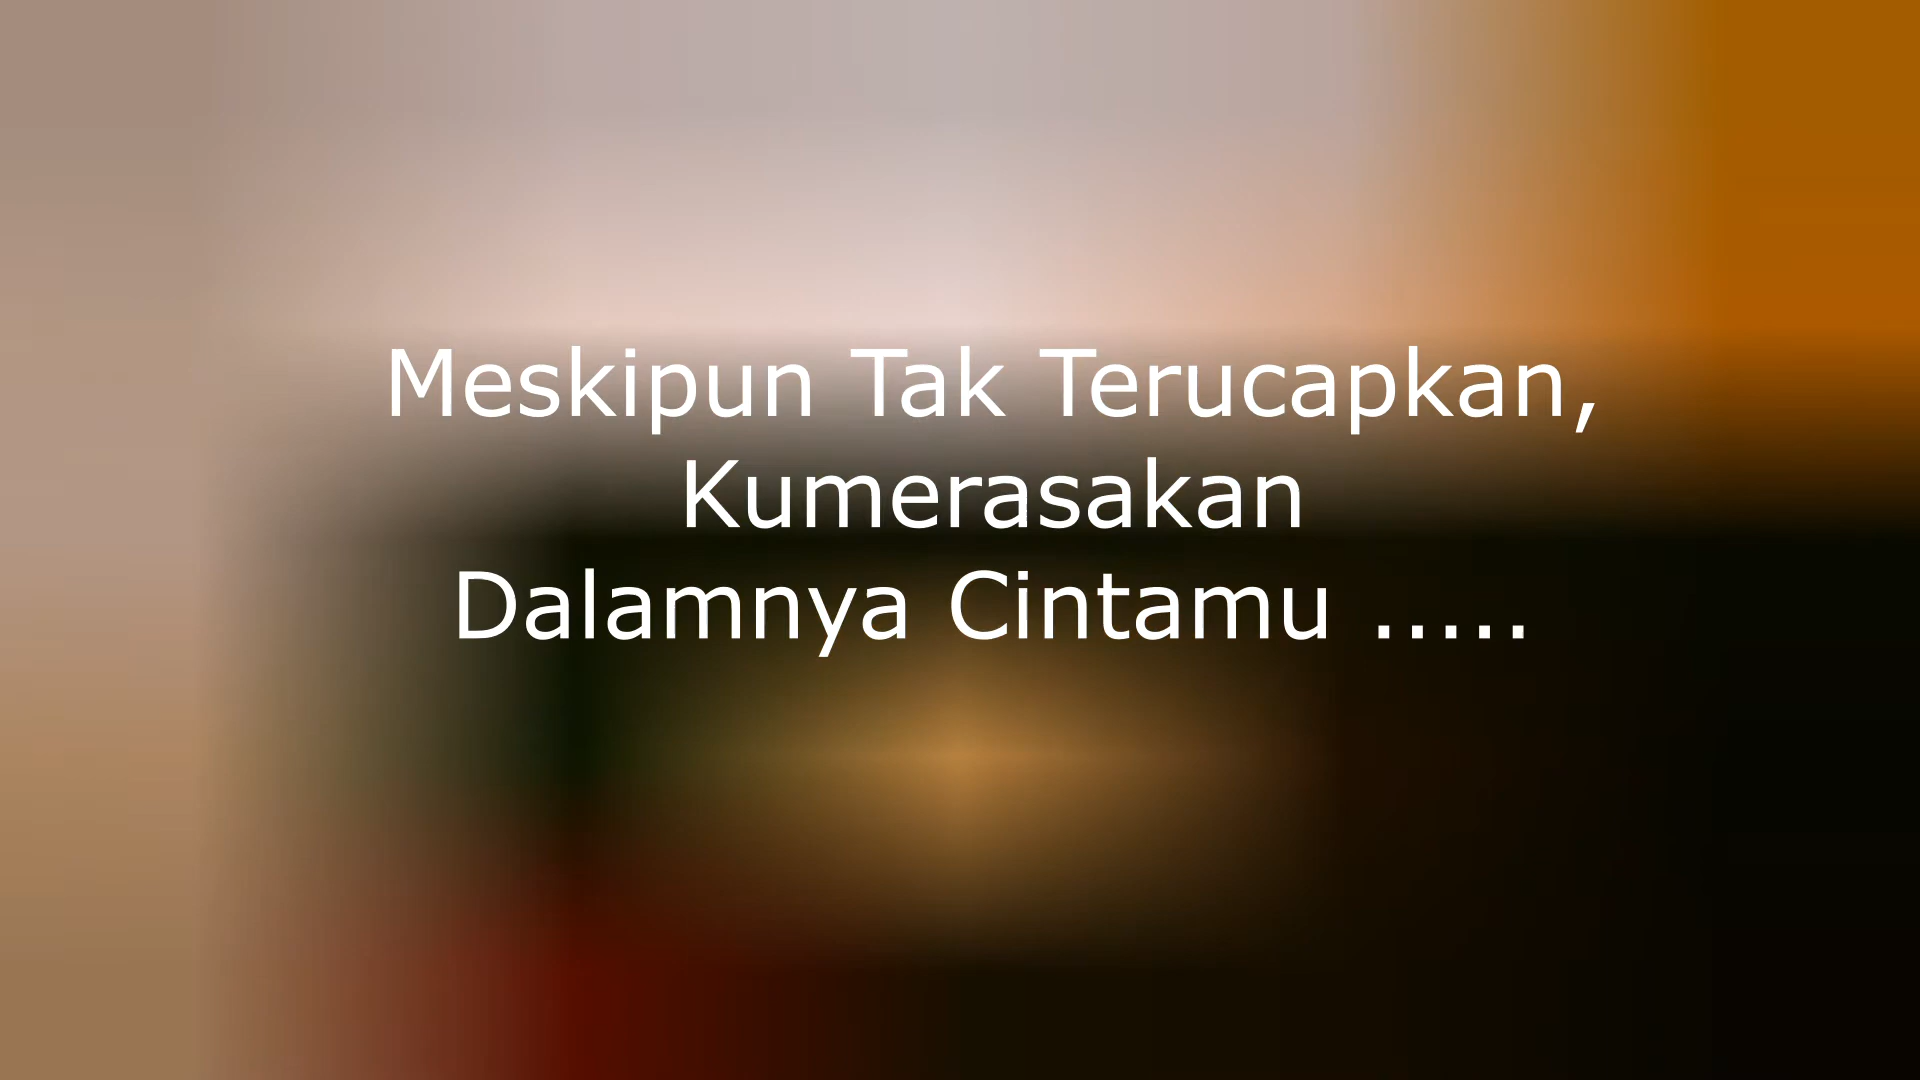 Meskipun Tak Terucapkan,
Kumerasakan
Dalamnya Cintamu .....